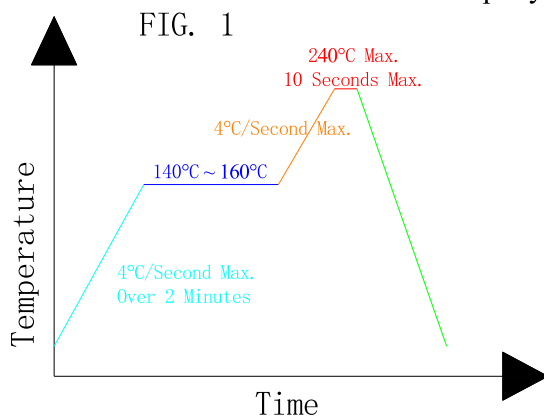 FIG. 1
240°C Max.
10 Seconds Max.
4°C/Second Max.
140°C~160°C
4°C/Second Max.
Over 2 Minutes
Temperature
Time